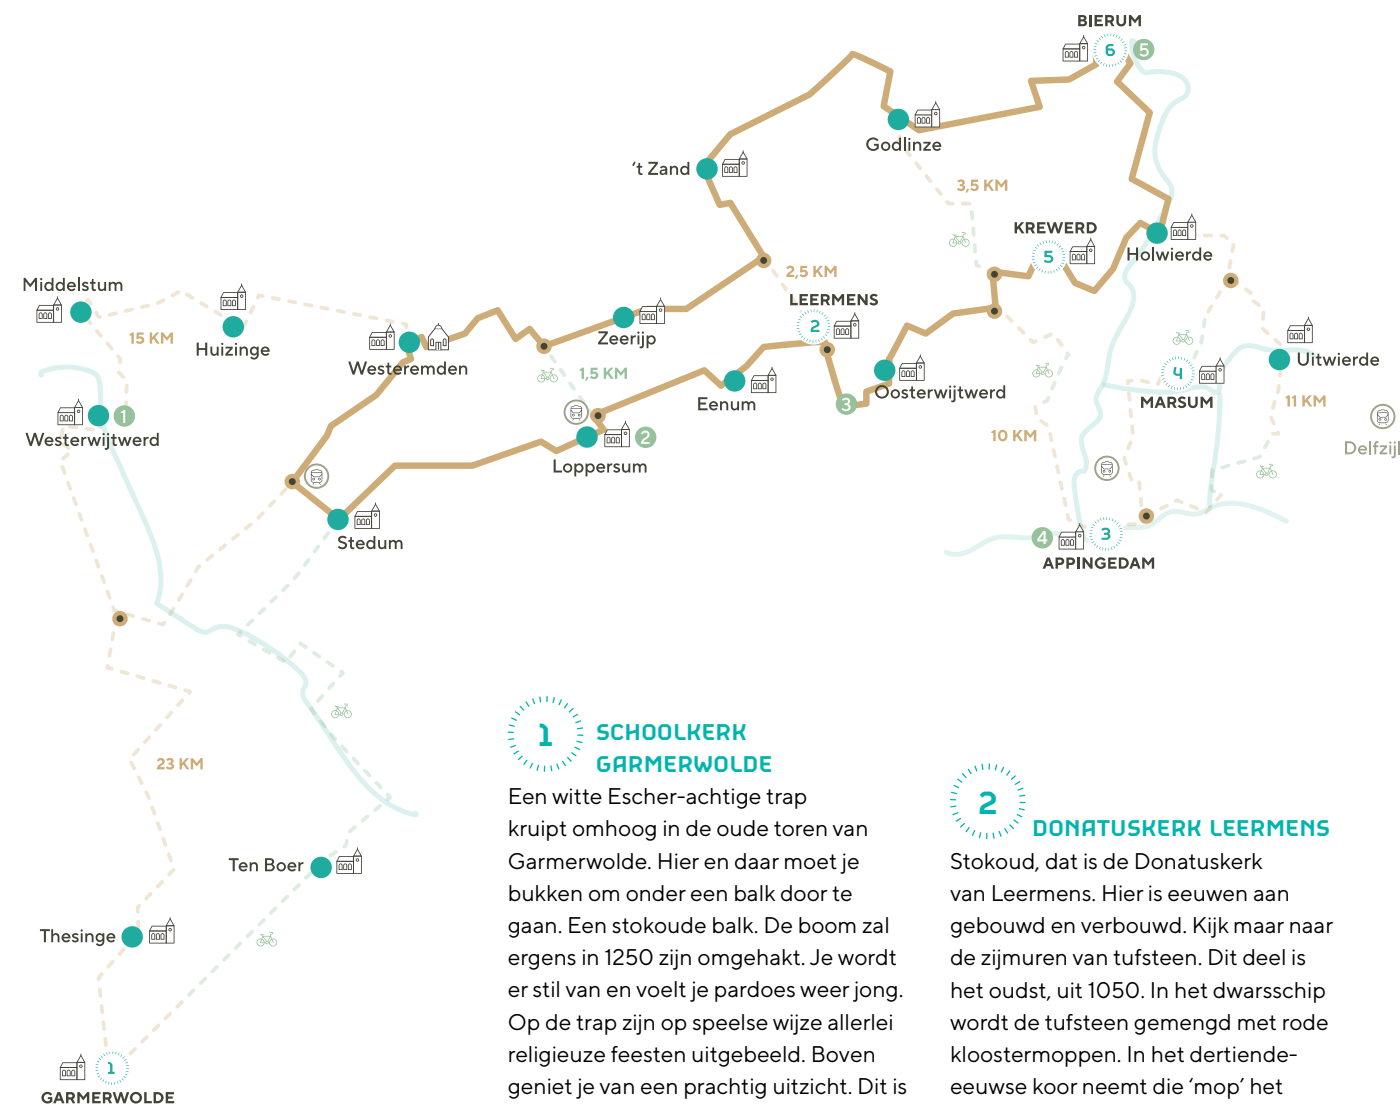 BIERUM
6
5
Godlinze
't Zand
3,5 KM
KREWERD
5
Holwierde
2,5 KM
LEERMENS
2
Middelstum
15 KM
Huizinge
Westeremden
Zeerijp
1,5 KM
Eenum
3
Oosterwijtwerd
4
MARSUM
Uitwierde
11 KM
Delfzijl
10 KM
Westerwijtwerd
1
Loppersum
2
Stedum
4
3
APPINGEDAM
23 KM
Ten Boer
Thesinge
1
GARMERWOLDE
1
SCHOOLKERK
GARMERWOLDE
Een witte Escher-achtige trap
kruipt omhoog in de oude toren van
Garmerwolde. Hier en daar moet je
bukken om onder een balk door te
gaan. Een stokoude balk. De boom zal
ergens in 1250 zijn omgehakt. Je wordt
er stil van en voelt je pardoes weer jong.
Op de trap zijn op speelse wijze allerlei
religieuze feesten uitgebeeld. Boven
geniet je van een prachtig uitzicht. Dit is
2
DONATUSKERK LEERMENS
Stokoud, dat is de Donatuskerk
van Leermens. Hier is eeuwen aan
gebouwd en verbouwd. Kijk maar naar
de zijmuren van tufsteen. Dit deel is
het oudst, uit 1050. In het dwarsschip
wordt de tufsteen gemengd met rode
kloostermoppen. In het dertiende-
eeuwse koor neemt die ‘mop’ het